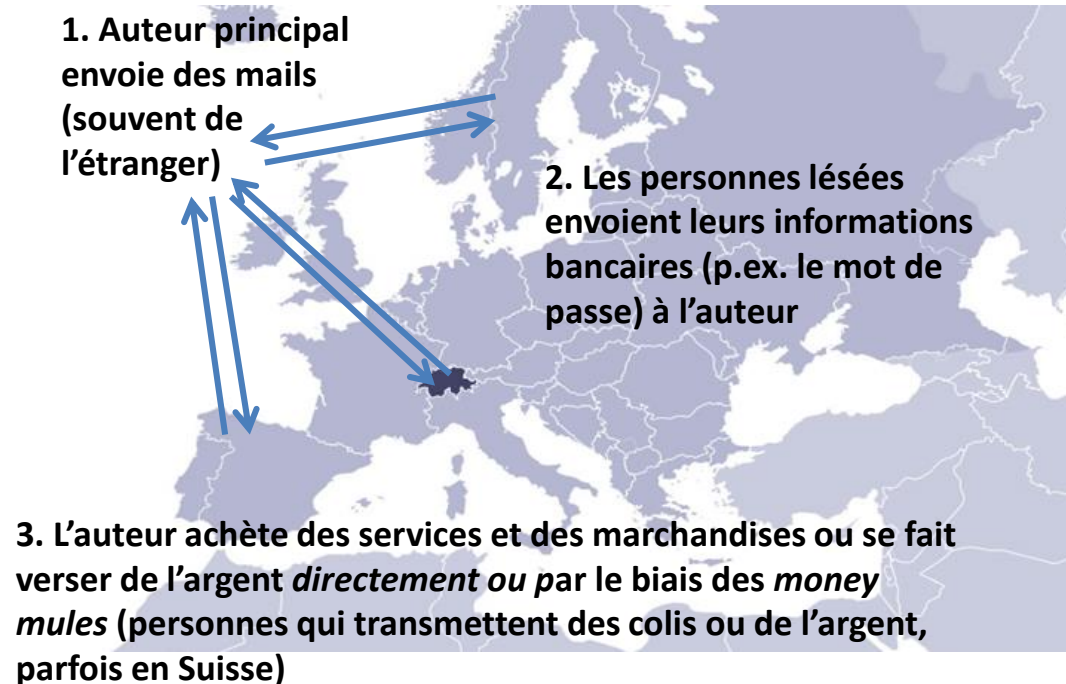 1. Auteur principal
envoie des mails
(souvent de
l’étranger)
2. Les personnes lésées
envoient leurs informations
bancaires (p.ex. le mot de
passe) à l’auteur
3. L’auteur achète des services et des marchandises ou se fait
verser de l’argent directement ou par le biais des money
mules (personnes qui transmettent des colis ou de l’argent,
parfois en Suisse)